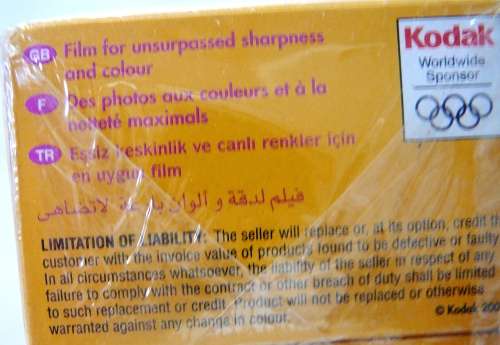 GB Film for unsurpassed sharpness
and colour
F Des photos aux couleurs et à la
netteté maximals
TR Eşsiz keskinlik ve canlı renkler için
en uygun film
فيلم لدقة و ألوان بارعة لاتضاهى
Kodak
Worldwide
Sponsor
LIMITATION OF LIABILITY: The seller will replace or, at its option, credit th
customer with the invoice value of products found to be defective or faulty
In all circumstances whatsoever, the liability of the seller in respect of any
failure to comply with the contract or other breach of duty shall be limited
to such replacement or credit. Product will not be replaced or otherwise
warranted against any change in colour.
© Kodak 200